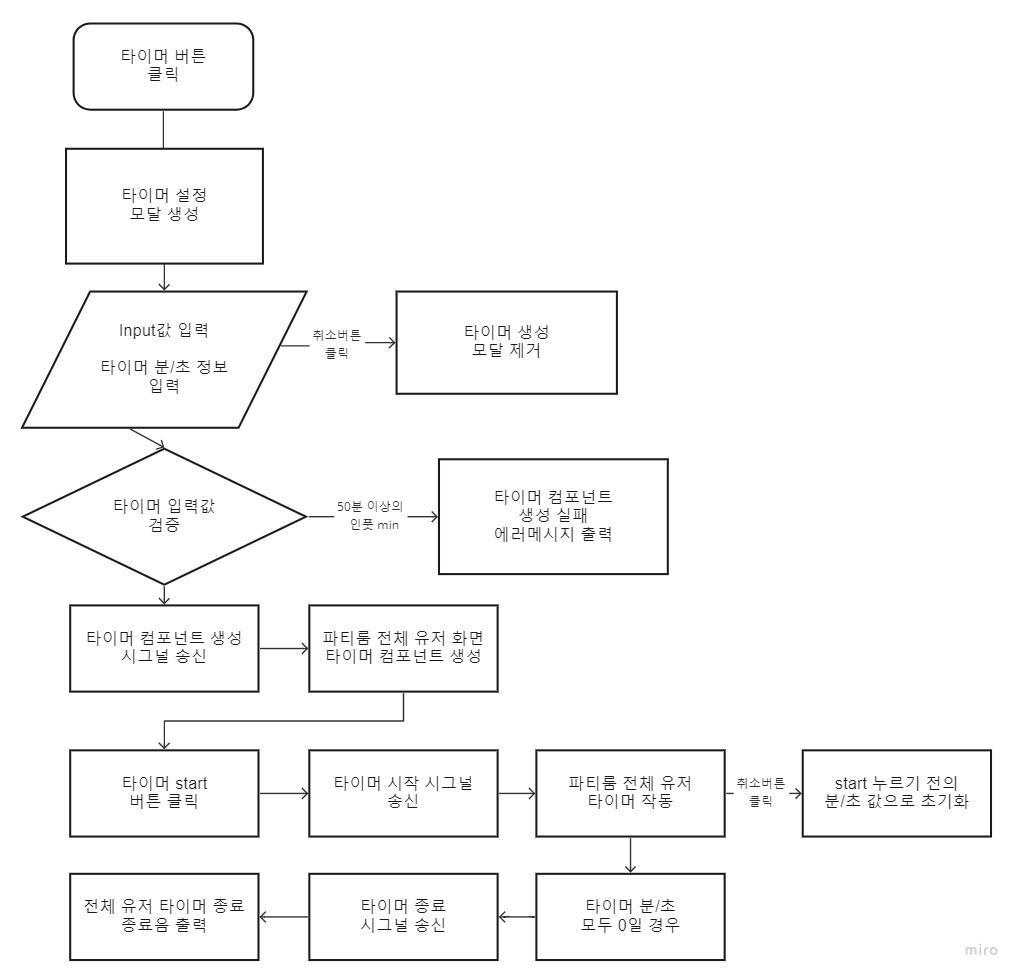 타이머 버튼
클릭
타이머 설정
모달 생성
Input값 입력
타이머 분/초 정보
입력
취소버튼
클릭
타이머 생성
모달 제거
타이머 입력값
검증
50분 이상의
인풋 min
타이머 컴포넌트
생성 실패
에러메시지 출력
타이머 컴포넌트 생성
시그널 송신
파티룸 전체 유저 화면
타이머 컴포넌트 생성
타이머 start
버튼 클릭
타이머 시작 시그널
송신
파티룸 전체 유저
타이머 작동
취소버튼
클릭
start 누르기 전의
분/초 값으로 초기화
전체 유저 타이머 종료
종료음 출력
타이머 종료
시그널 송신
타이머 분/초
모두 0일 경우
miro